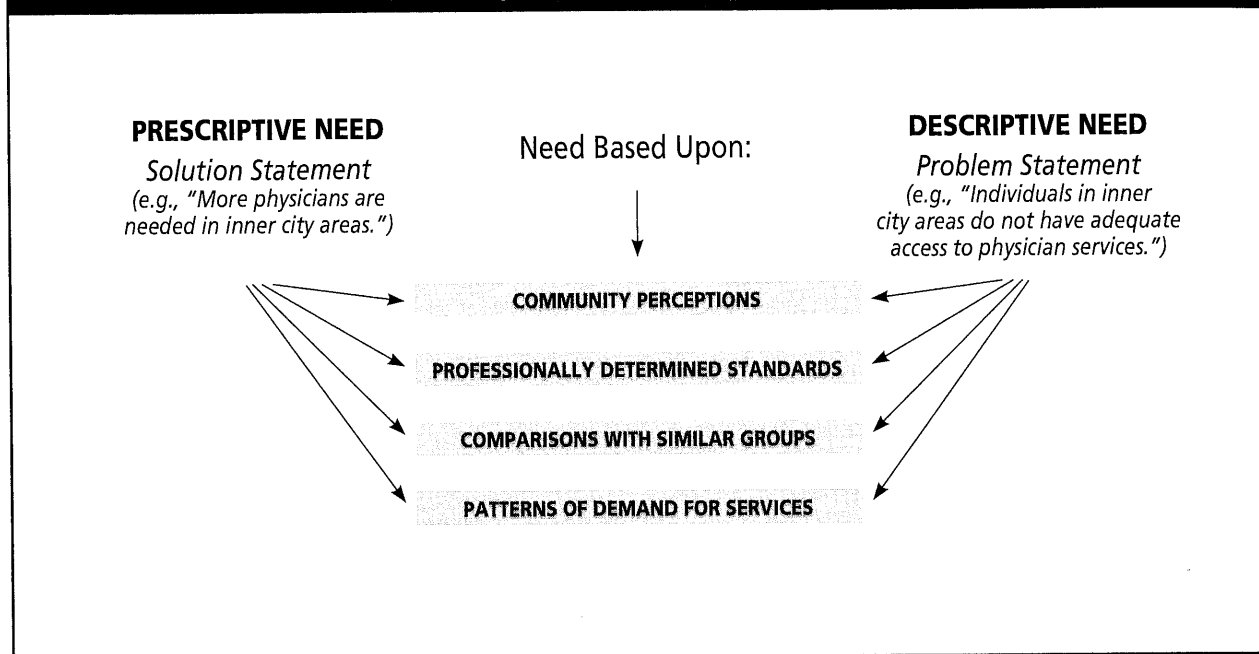 PRESCRIPTIVE NEED
Solution Statement
(e.g., "More physicians are
needed in inner city areas.")
Need Based Upon:
DESCRIPTIVE NEED
Problem Statement
(e.g., "Individuals in inner
city areas do not have adequate
access to physician services.")
COMMUNITY PERCEPTIONS
PROFESSIONALLY DETERMINED STANDARDS
COMPARISONS WITH SIMILAR GROUPS
PATTERNS OF DEMAND FOR SERVICES